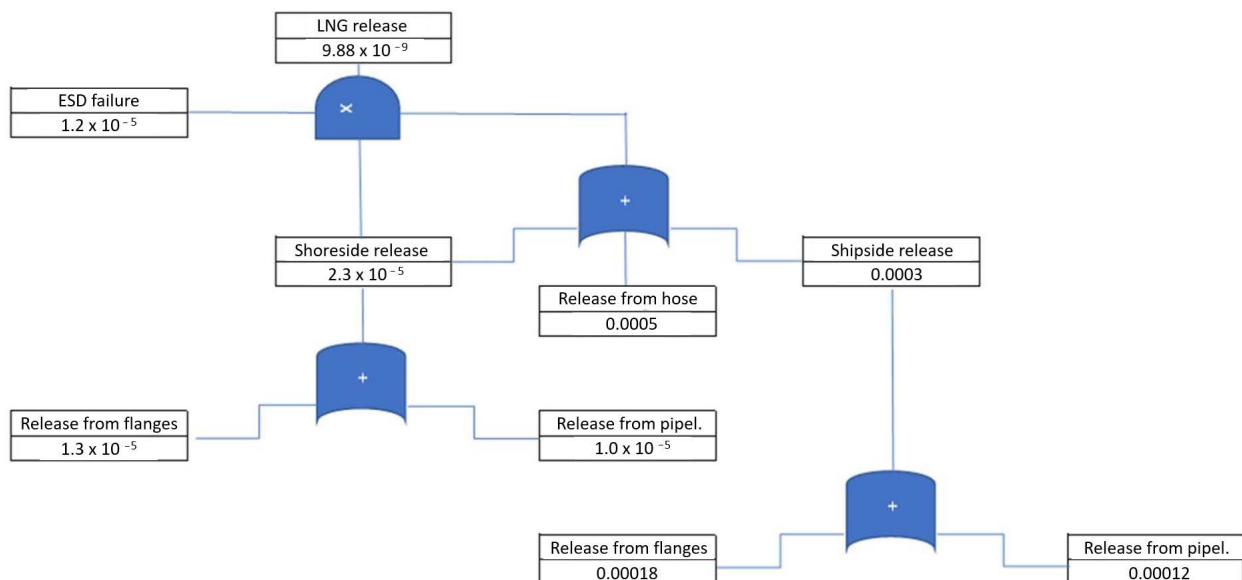 LNG release
9.88 x 10⁻⁹
ESD failure
1.2 x 10⁻⁵
x
+
Shoreside release
2.3 x 10⁻⁵
Shipside release
0.0003
Release from hose
0.0005
+
Release from flanges
1.3 x 10⁻⁵
Release from pipel.
1.0 x 10⁻⁵
+
Release from flanges
0.00018
Release from pipel.
0.00012